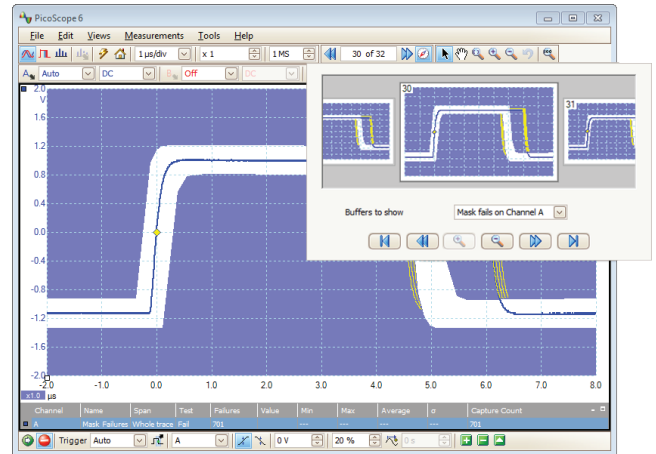 PicoScope 6
File Edit Views Measurements Tools Help
1 µs/div x 1 1 MS 30 of 32
A Auto DC B Off DC
30
31
Buffers to show Mask fails on Channel A
2.0
V
1.6
1.2
0.8
0.4
0.0
-0.4
-0.8
-1.2
-1.6
-2.0
-2.0 -1.0 0.0 1.0 2.0 3.0 4.0 5.0 6.0 7.0 8.0
x1.0 µs
Channel Name Span Test Failures Value Min Max Average σ Capture Count
A Mask Failures Whole trace Fail 701 --- --- --- --- 701
Trigger Auto A 0 V 20 % 0 s